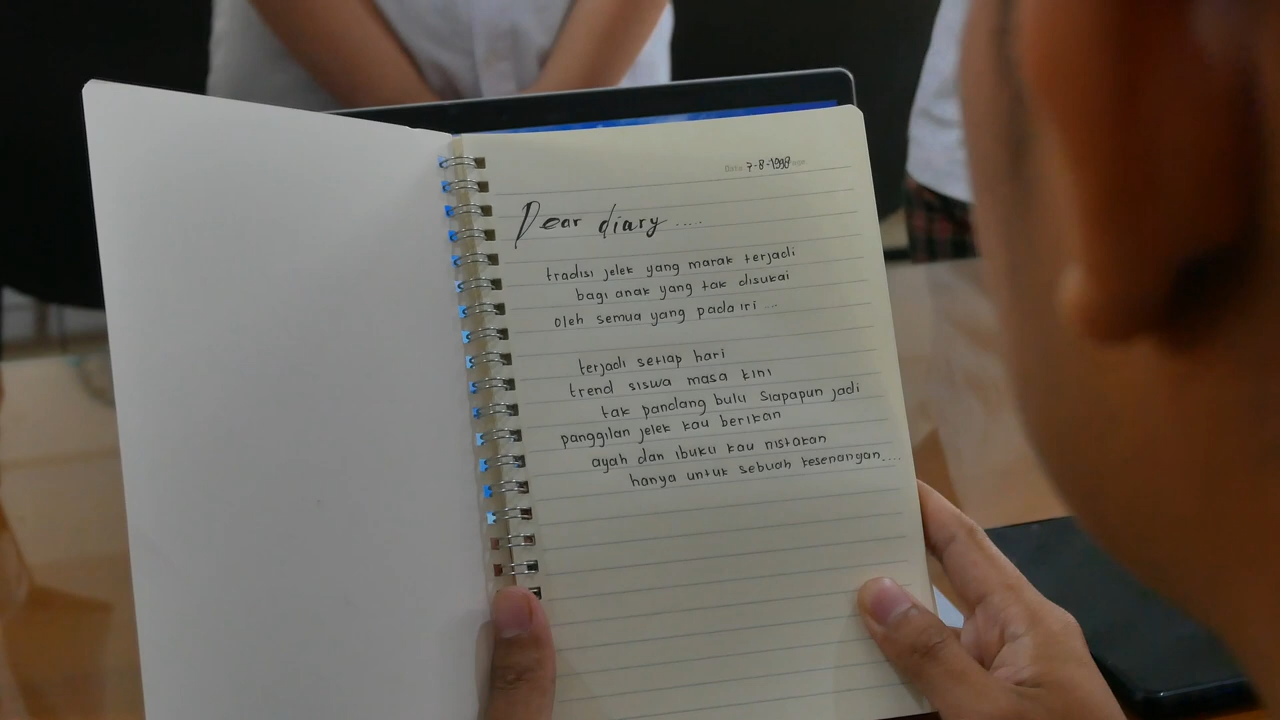 Date 7-8-1998
Dear diary .....
tradisi jelek yang marak terjadi
bagi anak yang tak disukai
oleh semua yang pada iri ...
terjadi setiap hari
trend siswa masa kini
tak pandang bulu siapapun jadi
panggilan jelek kau berikan
ayah dan ibuku kau nistakan
hanya untuk sebuah kesenangan....